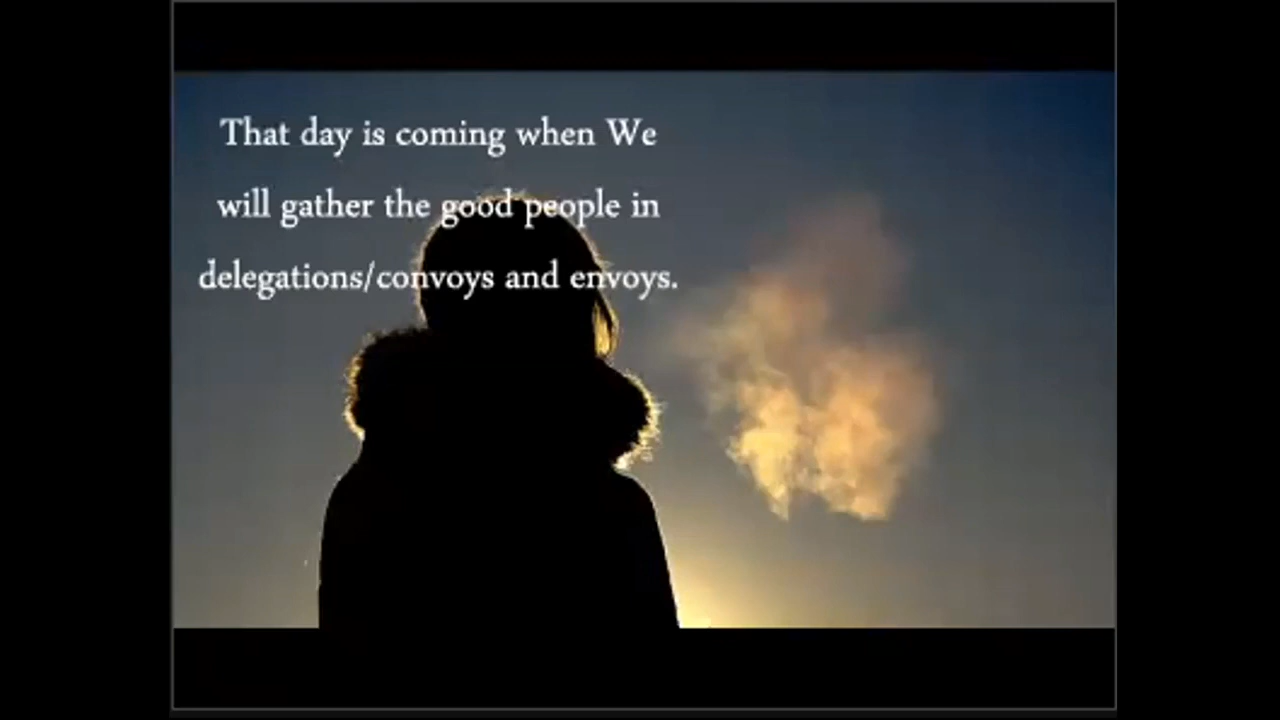 That day is coming when We
will gather the good people in
delegations/convoys and envoys.